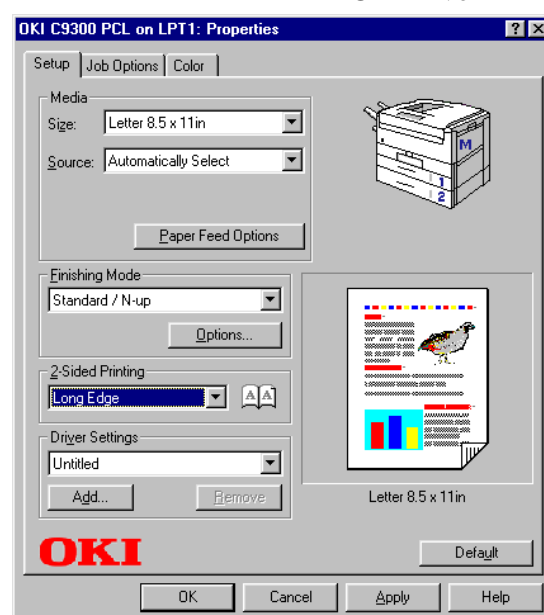 OKI C9300 PCL on LPT1: Properties
Setup Job Options Color
Media
Size: Letter 8.5 x 11in
Source: Automatically Select
Paper Feed Options
M
1
2
Finishing Mode
Standard / N-up
Options...
2-Sided Printing
Long Edge
A A
Driver Settings
Untitled
Add... Remove
Letter 8.5 x 11in
OKI
Default
OK Cancel Apply Help